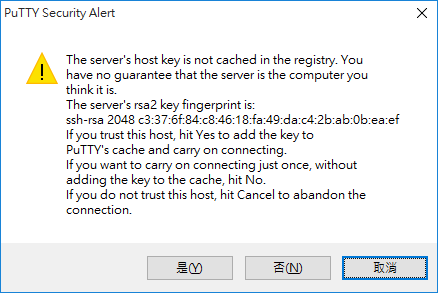 PuTTY Security Alert
The server's host key is not cached in the registry. You
have no guarantee that the server is the computer you
think it is.
The server's rsa2 key fingerprint is:
ssh-rsa 2048 c3:37:6f:84:c8:46:18:fa:49:da:c4:2b:ab:0b:ea:ef
If you trust this host, hit Yes to add the key to
PuTTY's cache and carry on connecting.
If you want to carry on connecting just once, without
adding the key to the cache, hit No.
If you do not trust this host, hit Cancel to abandon the
connection.
是(Y) 否(N) 取消